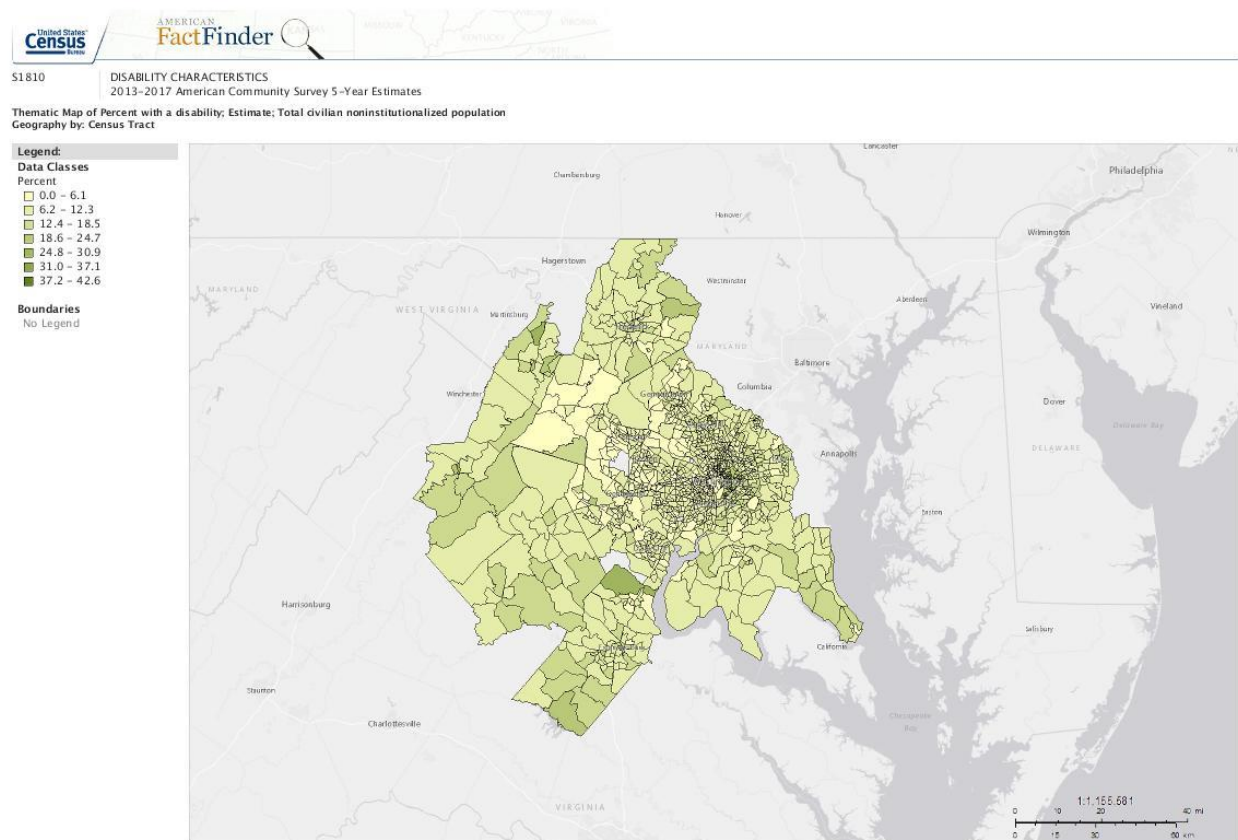 United States®
Census
Bureau
AMERICAN
FactFinder
S1810
DISABILITY CHARACTERISTICS
2013-2017 American Community Survey 5-Year Estimates
Thematic Map of Percent with a disability; Estimate; Total civilian noninstitutionalized population
Geography by: Census Tract
Legend:
Data Classes
Percent
0.0 - 6.1
6.2 - 12.3
12.4 - 18.5
18.6 - 24.7
24.8 - 30.9
31.0 - 37.1
37.2 - 42.6
Boundaries
No Legend
Lancaster
Philadelphia
Chambersburg
Hanover
Wilmington
Hagerstown
Westminster
MARYLAND
Aberdeen
Vineland
WEST VIRGINIA
Martinsburg
MARYLAND
Baltimore
Columbia
Winchester
Dover
Delaware Bay
DELAWARE
Annapolis
Easton
Harrisonburg
Salisbury
California
Staunton
Chesapeake
Bay
Charlottesville
VIRGINIA
1:1,155,581
0 10 20 40 mi
0 15 30 60 km